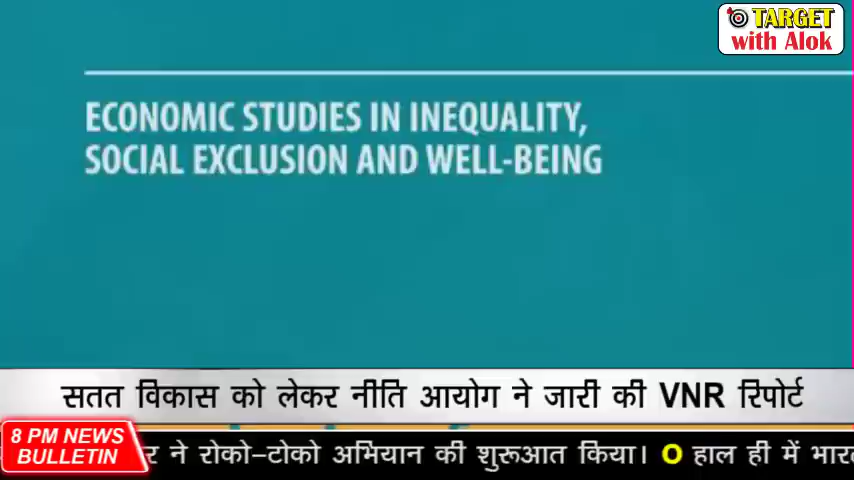 TARGET
with Alok
ECONOMIC STUDIES IN INEQUALITY,
SOCIAL EXCLUSION AND WELL-BEING
सतत विकास को लेकर नीति आयोग ने जारी की VNR रिपोर्ट
8 PM NEWS
BULLETIN
ने रोको-टोको अभियान की शुरूआत किया। O हाल ही में